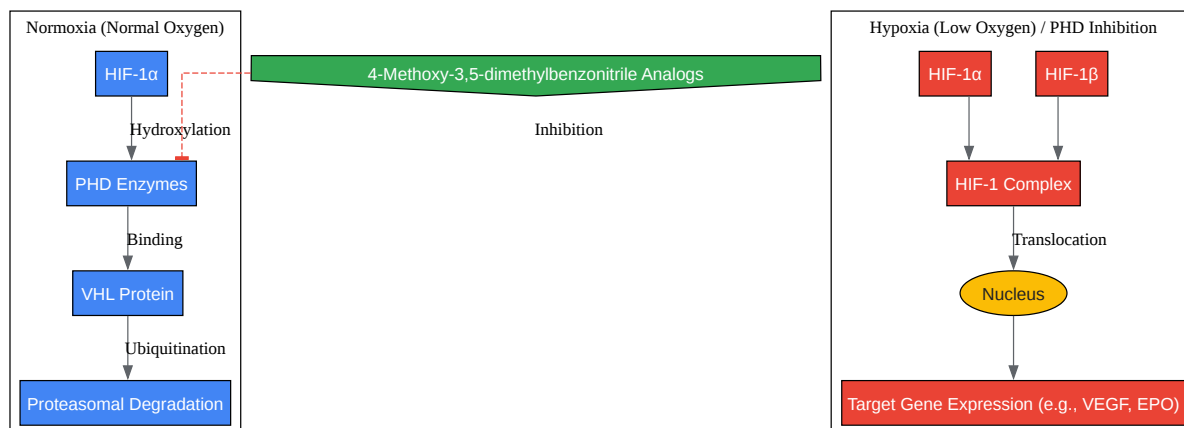 Normoxia (Normal Oxygen)
HIF-1α
Hydroxylation
PHD Enzymes
Binding
VHL Protein
Ubiquitination
Proteasomal Degradation
4-Methoxy-3,5-dimethylbenzonitrile Analogs
Inhibition
Hypoxia (Low Oxygen) / PHD Inhibition
HIF-1α
HIF-1β
HIF-1 Complex
Translocation
Nucleus
Target Gene Expression (e.g., VEGF, EPO)